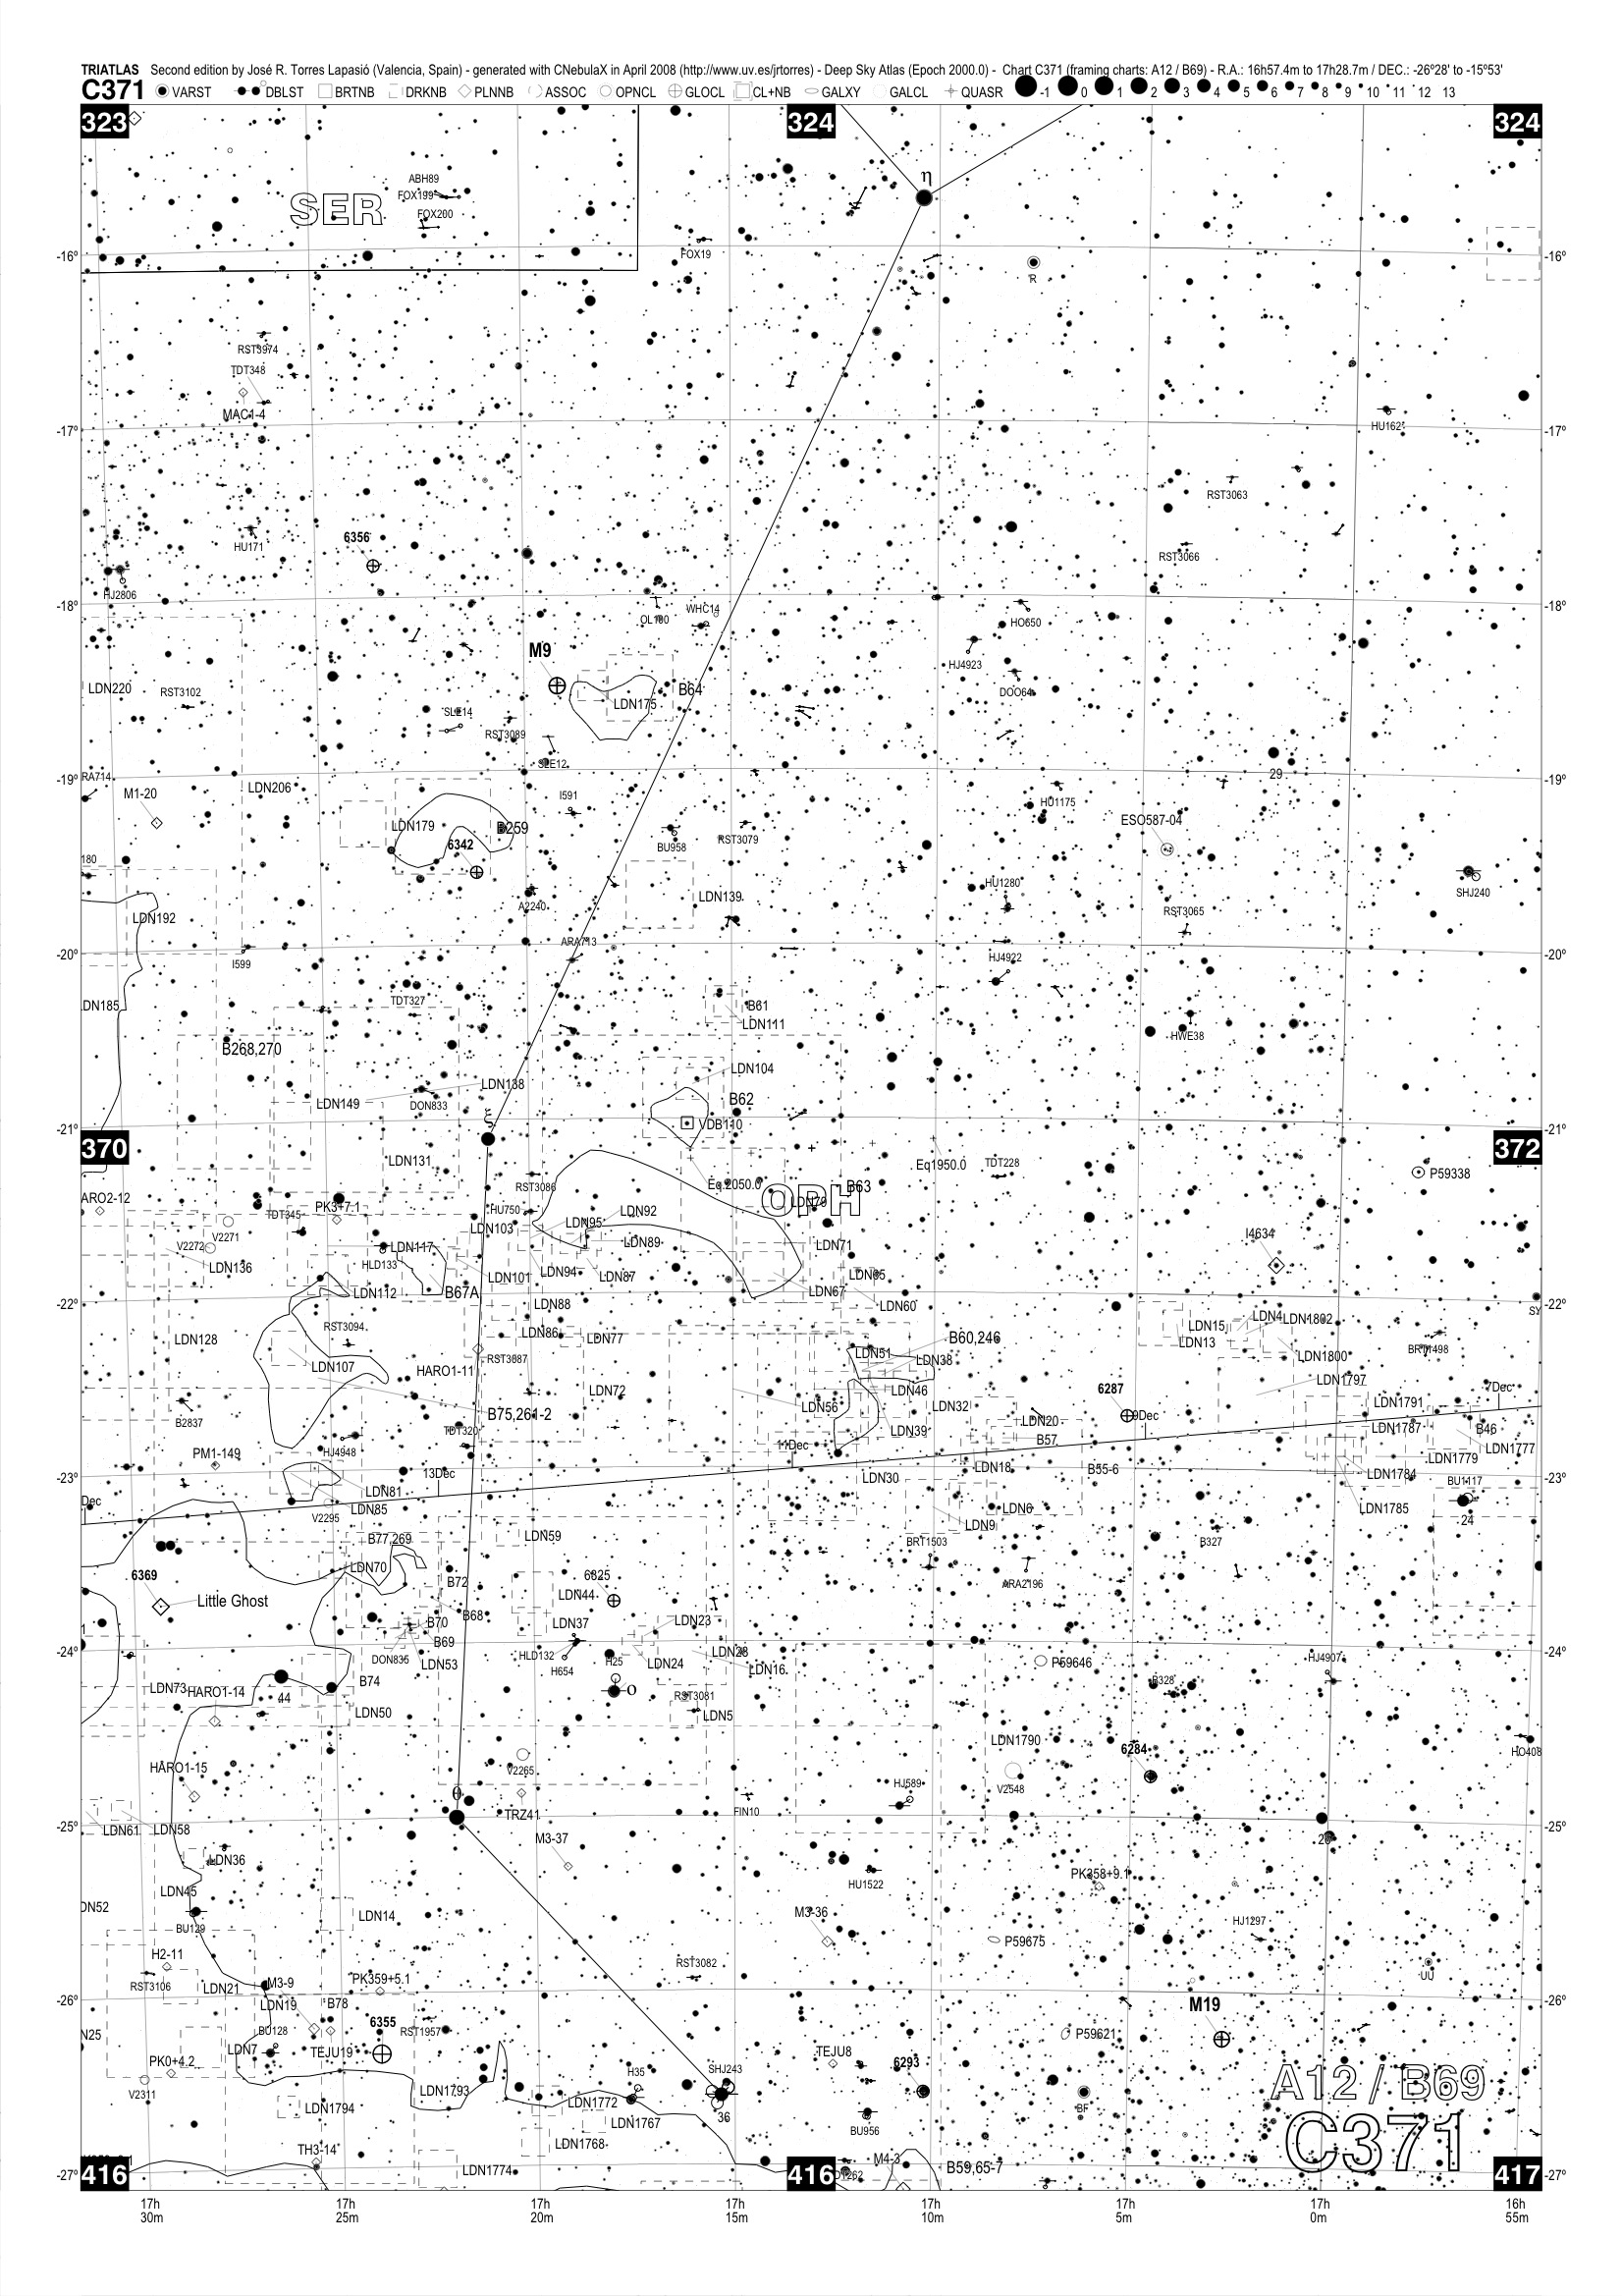 TRIATLAS Second edition by José R. Torres Lapasió (Valencia, Spain) - generated with CNebulaX in April 2008 (http://www.uv.es/jrtorres) - Deep Sky Atlas (Epoch 2000.0) - Chart C371 (framing charts: A12 / B69) - R.A.: 16h57.4m to 17h28.7m / DEC.: -26º28' to -15º53'
C371 VARST DBLST BRTNB DRKNB PLNNB ASSOC OPNCL GLOCL CL+NB GALXY GALCL QUASR -1 0 1 2 3 4 5 6 7 8 9 10 11 12 13
323 324 324
ABH89
η
FOX199
SER
FOX200
FOX19
-16º -16º
R
RST3974
TDT348
MAC1-4
HU162
-17º -17º
RST3063
6356
HU171
RST3066
HJ2806
-18º -18º
WHC14
OL100
HO650
M9
HJ4923
LDN220
RST3102
B64
DOO64
LDN175
SLE14
RST3089
SLE12
29
-19º RA714 -19º
LDN206
M1-20
I591
HU1175
ESO587-04
LDN179
B259
6342
BU958
RST3079
180
HU1280
SHJ240
LDN139
A2240
RST3065
LDN192
ARA713
-20º -20º
I599
HJ4922
TDT327
DN185
B61
LDN111
HWE38
B268,270
LDN104
LDN138
LDN149
DON833
B62
ξ
VDB110
-21º -21º
370 372
LDN131
Eq1950.0
TDT228
P59338
RST3086
Eq.2050.0
B63
ARO2-12
PK3+7.1
OPH
LDN79
TDT345
HU750
LDN92
LDN95
V2271
LDN103
I4634
V2272
LDN117
LDN89
LDN71
HLD133
LDN136
LDN101
LDN94
LDN87
LDN65
B67A
LDN67
LDN112
LDN88
LDN60
-22º -22º
SY
LDN15
LDN4
LDN1802
RST3094
LDN86
LDN128
LDN77
B60,246
LDN13
BRT1498
LDN51
LDN38
LDN1800
RST3087
LDN107
HARO1-11
LDN46
LDN1797
LDN72
6287
7Dec
LDN56
LDN32
LDN1791
B75,261-2
LDN20
9Dec
B2837
TDT320
LDN39
B57
LDN1787
B46
11Dec
PM1-149
HJ4948
LDN1777
LDN1779
13Dec
LDN30
LDN18
B55-6
LDN1784
-23º -23º
LDN81
BU1117
Dec
LDN85
LDN6
LDN1785
24
V2295
LDN9
LDN59
B77,269
BRT1503
B327
LDN70
6369
B72
6325
ARA2196
LDN44
Little Ghost
B68
B70
LDN37
LDN23
B69
-24º -24º
DON836
LDN53
HLD132
H654
H25
LDN24
LDN28
LDN16
P59646
HJ4907
B74
B328
LDN73
HARO1-14
44
ο
RST3081
LDN50
LDN5
LDN1790
6284
HO408
HARO1-15
V2265
V2548
HJ589
θ
TRZ41
FIN10
LDN61
LDN58
-25º -25º
M3-37
26
LDN36
PK358+9.1
HU1522
LDN45
DN52
LDN14
M3-36
BU129
HJ1297
P59675
H2-11
RST3082
RST3106
LDN21
M3-9
PK359+5.1
UU
-26º -26º
LDN19
B78
M19
N25
BU128
6355
RST1957
P59621
LDN7
TEJU19
TEJU8
PK0+4.2
6293
H35
SHJ243
A12 / B69
V2311
LDN1793
LDN1794
LDN1772
36
BF
LDN1767
BU956
C371
LDN1768
TH3-14
M4-3
B59,65-7
-27º LDN1774 -27º
416 416 417
17h 17h 17h 17h 17h 17h 17h 16h
30m 25m 20m 15m 10m 5m 0m 55m